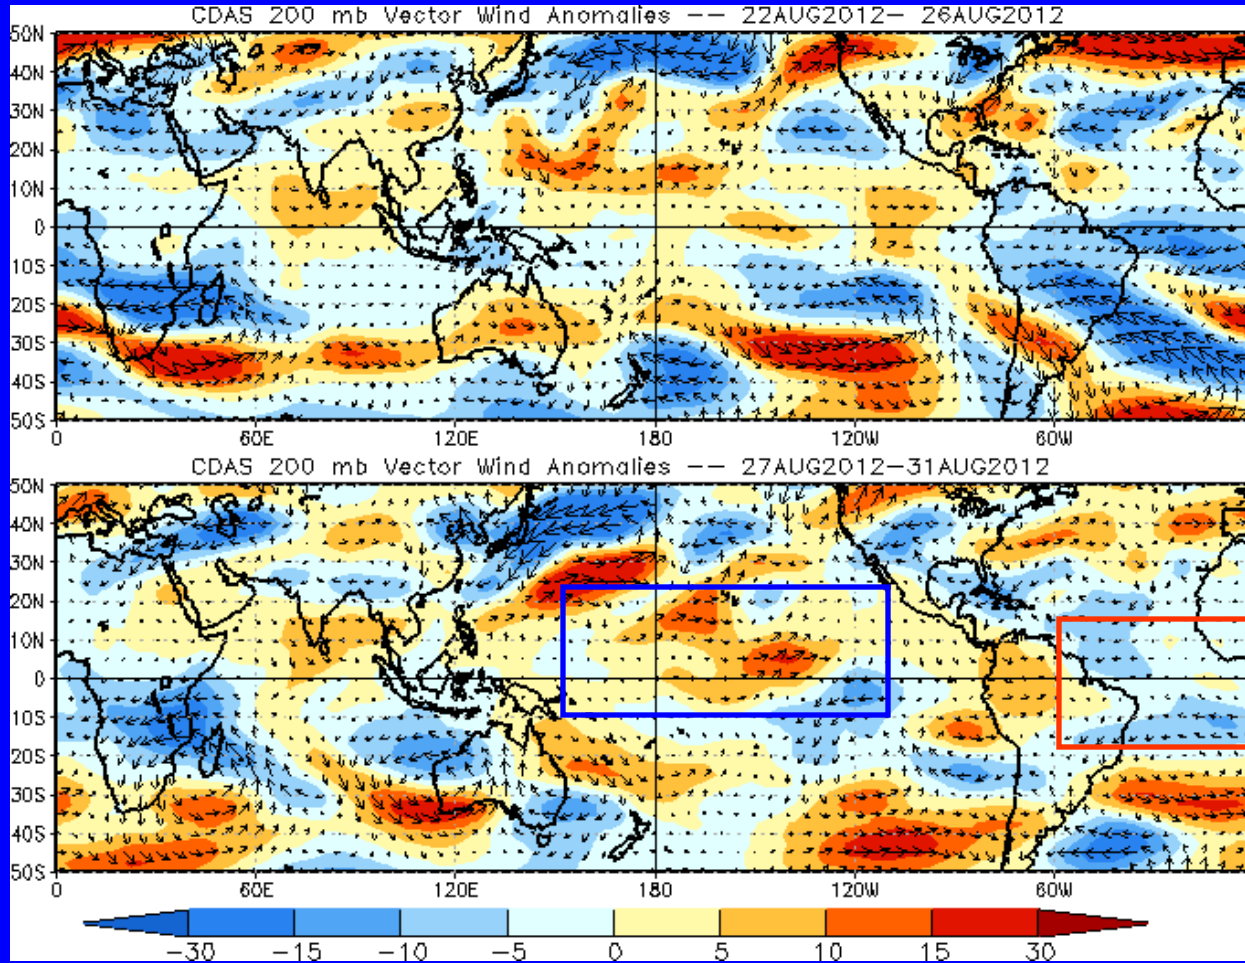 CDAS 200 mb Vector Wind Anomalies -- 22AUG2012- 26AUG2012
50N
40N
30N
20N
10N
0
10S
20S
30S
40S
50S
0 60E 120E 180 120W 60W
CDAS 200 mb Vector Wind Anomalies -- 27AUG2012-31AUG2012
50N
40N
30N
20N
10N
0
10S
20S
30S
40S
50S
0 60E 120E 180 120W 60W
-30 -15 -10 -5 0 5 10 15 30